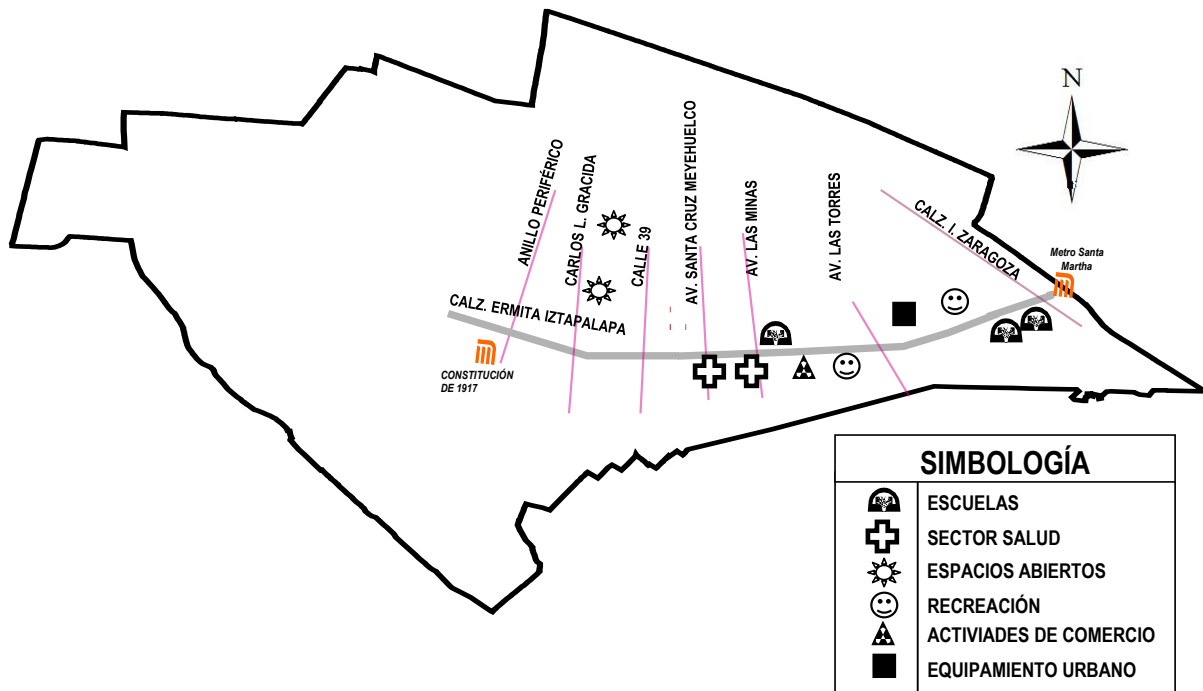 N
ANILLO PERIFÉRICO
CARLOS L. GRACIDA
CALLE 39
AV. SANTA CRUZ MEYEHUELCO
AV. LAS MINAS
AV. LAS TORRES
CALZ. I. ZARAGOZA
Metro Santa
Martha
CALZ. ERMITA IZTAPALAPA
CONSTITUCIÓN
DE 1917
SIMBOLOGÍA
ESCUELAS
SECTOR SALUD
ESPACIOS ABIERTOS
RECREACIÓN
ACTIVIADES DE COMERCIO
EQUIPAMIENTO URBANO